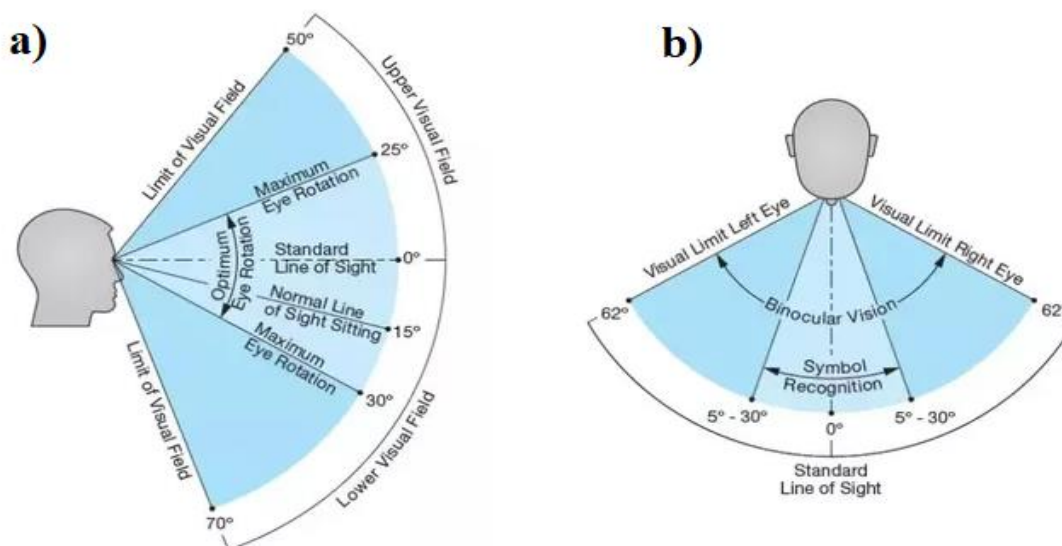 a)
50°
Limit of Visual Field
Upper Visual Field
25°
Maximum
Eye Rotation
Optimum
Eye Rotation
Standard
Line of Sight
0°
Normal Line
of Sight Sitting
15°
Maximum
Eye Rotation
30°
Limit of Visual Field
Lower Visual Field
70°
b)
Visual Limit Left Eye
Visual Limit Right Eye
62°
Binocular Vision
62°
Symbol
Recognition
5° - 30°
0°
5° - 30°
Standard
Line of Sight